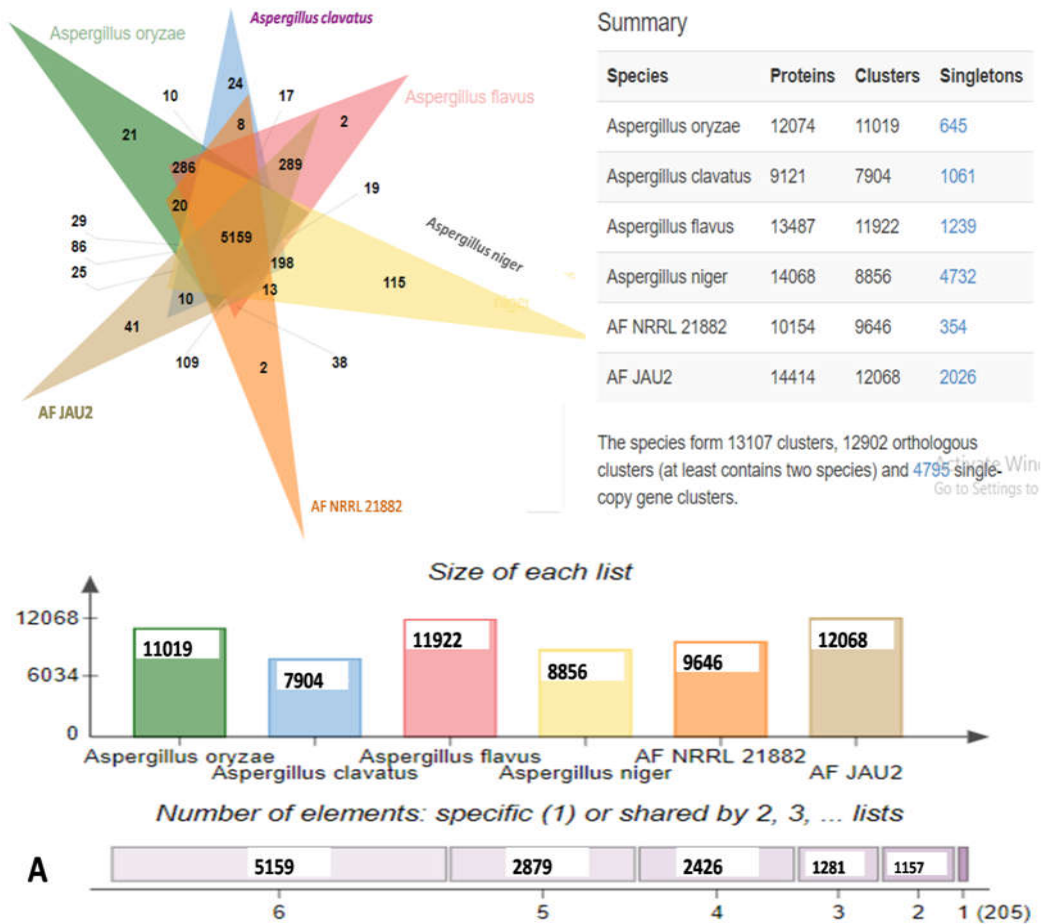 Aspergillus oryzae
Aspergillus clavatus
Aspergillus flavus
24
17
10
8
2
21
286
289
19
20
29
5159
Aspergillus niger
niger
86
198
25
115
13
10
41
109
2
38
AF JAU2
AF NRRL 21882
Summary
Species Proteins Clusters Singletons
Aspergillus oryzae 12074 11019 645
Aspergillus clavatus 9121 7904 1061
Aspergillus flavus 13487 11922 1239
Aspergillus niger 14068 8856 4732
AF NRRL 21882 10154 9646 354
AF JAU2 14414 12068 2026
The species form 13107 clusters, 12902 orthologous
clusters (at least contains two species) and 4795 single-
copy gene clusters.
Activate Win
Go to Settings to
Size of each list
12068
6034
0
11019
7904
11922
8856
9646
12068
Aspergillus oryzae
Aspergillus clavatus
Aspergillus flavus
Aspergillus niger
AF NRRL 21882
AF JAU2
Number of elements: specific (1) or shared by 2, 3, ... lists
A
5159 2879 2426 1281 1157
6 5 4 3 2 1 (205)